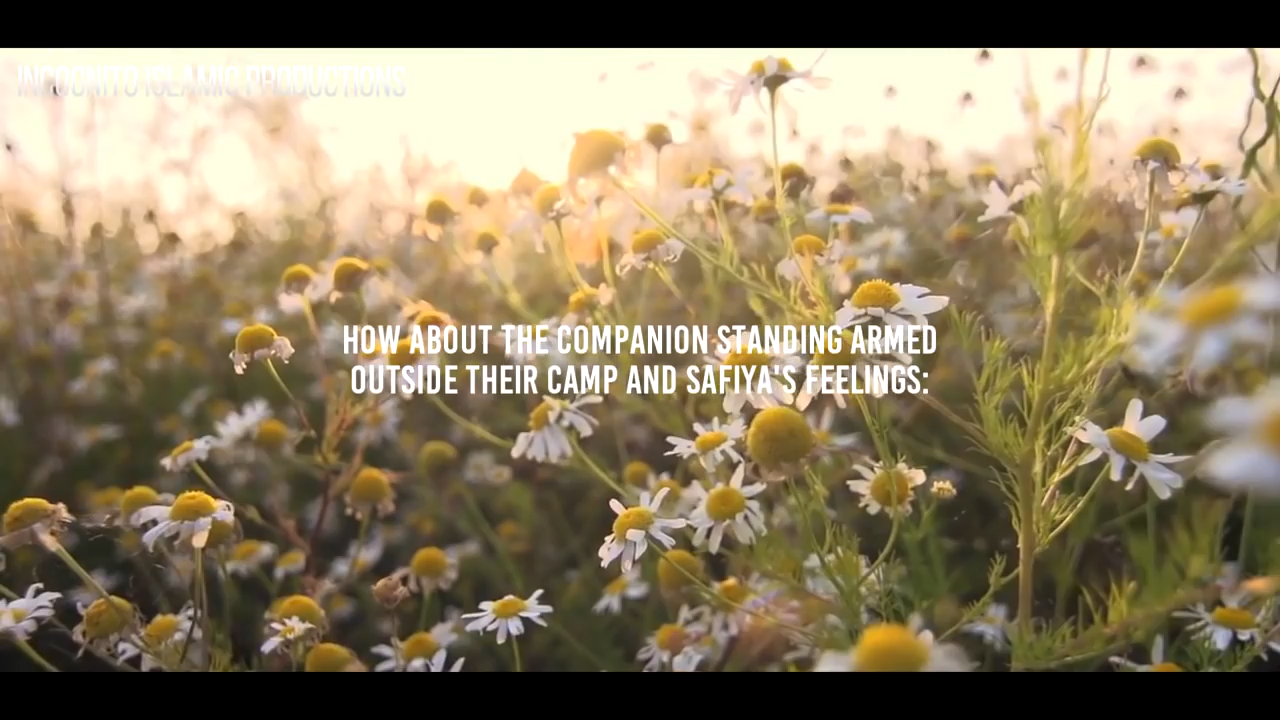 INCOGNITO ISLAMIC PRODUCTIONS
HOW ABOUT THE COMPANION STANDING ARMED
OUTSIDE THEIR CAMP AND SAFIYA'S FEELINGS: